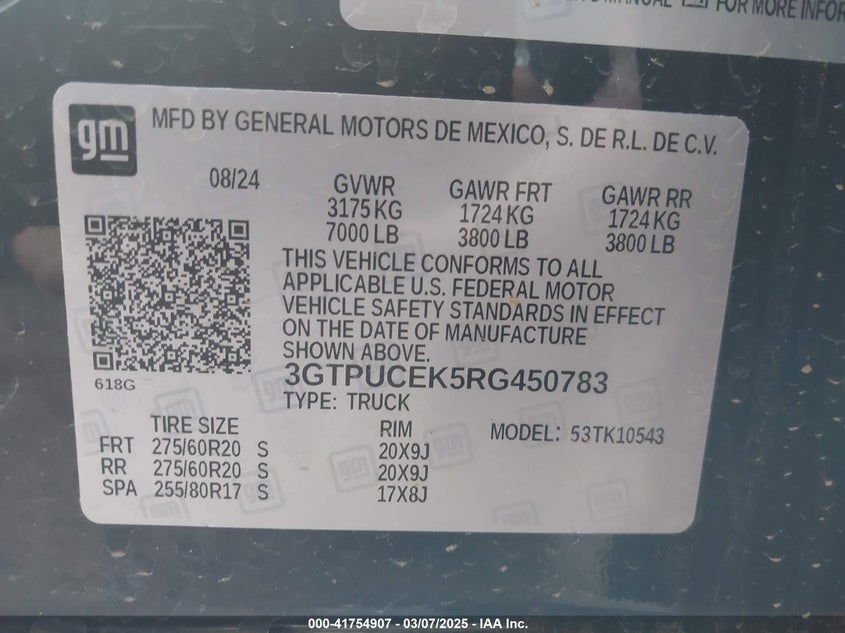 MANUAL FOR MORE INFOR
gm
MFD BY GENERAL MOTORS DE MEXICO, S. DE R.L. DE C.V.
08/24
GVWR GAWR FRT GAWR RR
3175 KG 1724 KG 1724 KG
7000 LB 3800 LB 3800 LB
THIS VEHICLE CONFORMS TO ALL
APPLICABLE U.S. FEDERAL MOTOR
VEHICLE SAFETY STANDARDS IN EFFECT
ON THE DATE OF MANUFACTURE
SHOWN ABOVE.
618G
3GTPUCEK5RG450783
TYPE: TRUCK
TIRE SIZE RIM MODEL: 53TK10543
FRT 275/60R20 S 20X9J
RR 275/60R20 S 20X9J
SPA 255/80R17 S 17X8J
000-41754907 - 03/07/2025 - IAA Inc.